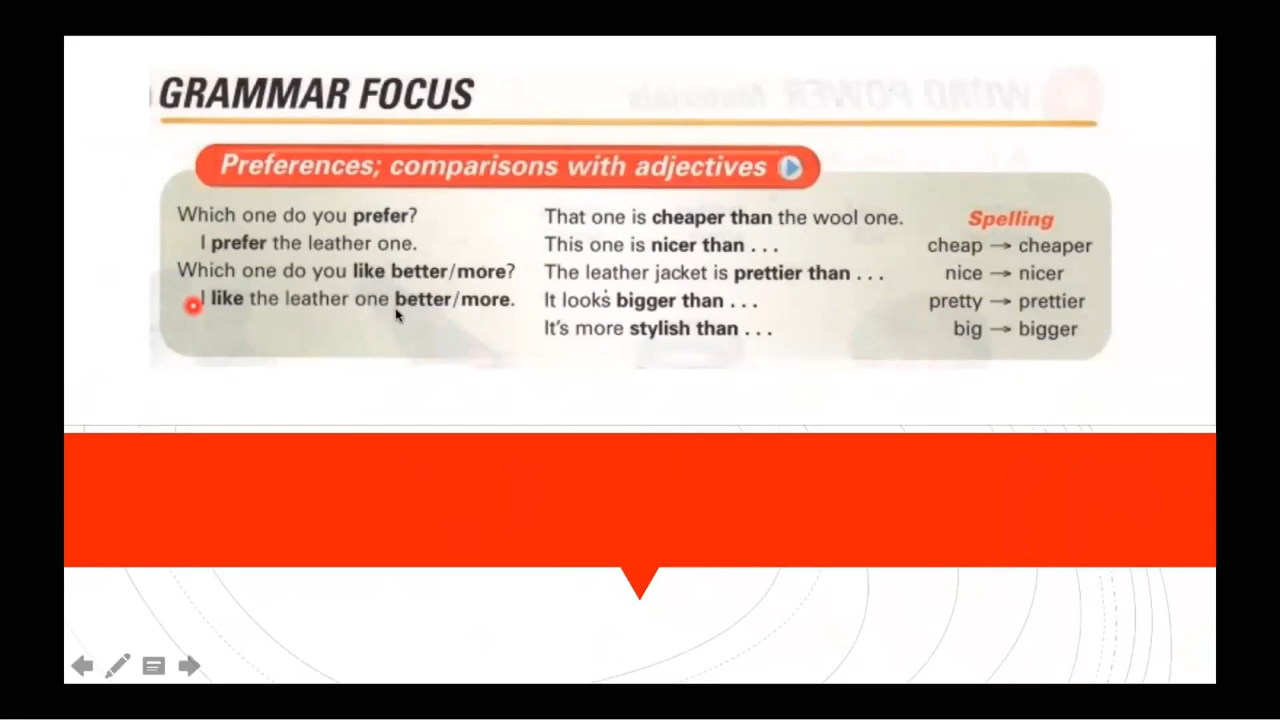 GRAMMAR FOCUS
Preferences; comparisons with adjectives
Which one do you prefer?
I prefer the leather one.
Which one do you like better/more?
I like the leather one better/more.
That one is cheaper than the wool one.
This one is nicer than . . .
The leather jacket is prettier than . . .
It looks bigger than . . .
It's more stylish than . . .
Spelling
cheap → cheaper
nice → nicer
pretty → prettier
big → bigger
WORD POWER Materials